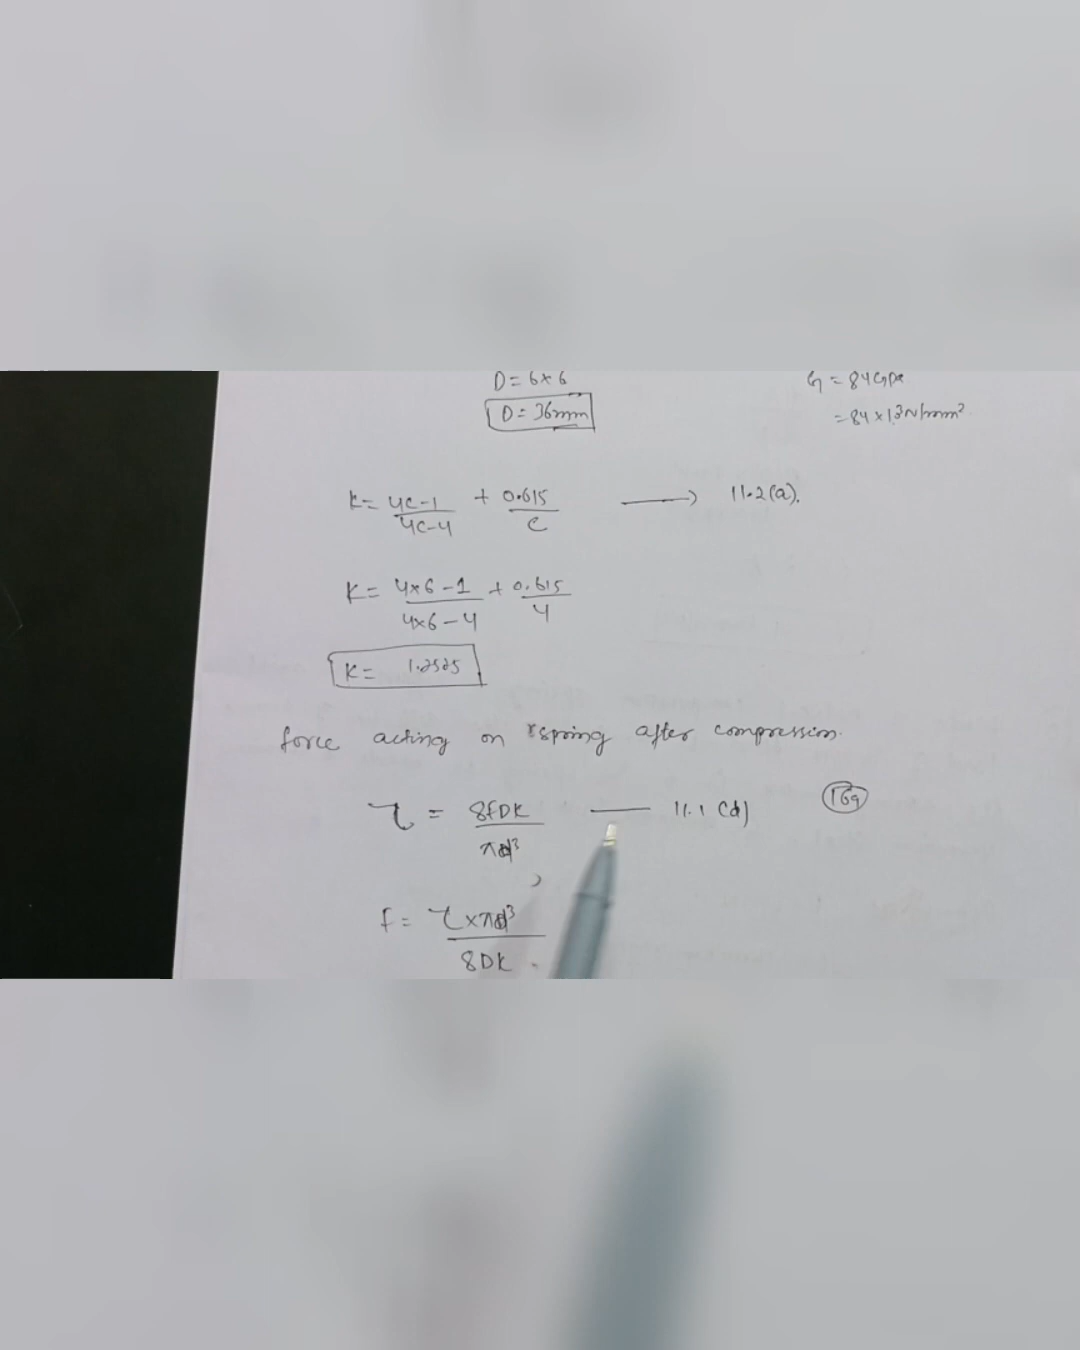 D = 6×6
G = 84GPa
D = 36mm
= 84 × 10³ N/mm²
K = 4C-1 / 4C-4 + 0.615 / C → 11.2(a).
K = 4×6-1 / 4×6-4 + 0.615 / 4
K = 1.2525
force acting on spring after compression.
τ = 8FDK / πd³ — 11.1 (d) 169
F = τ×πd³ / 8DK